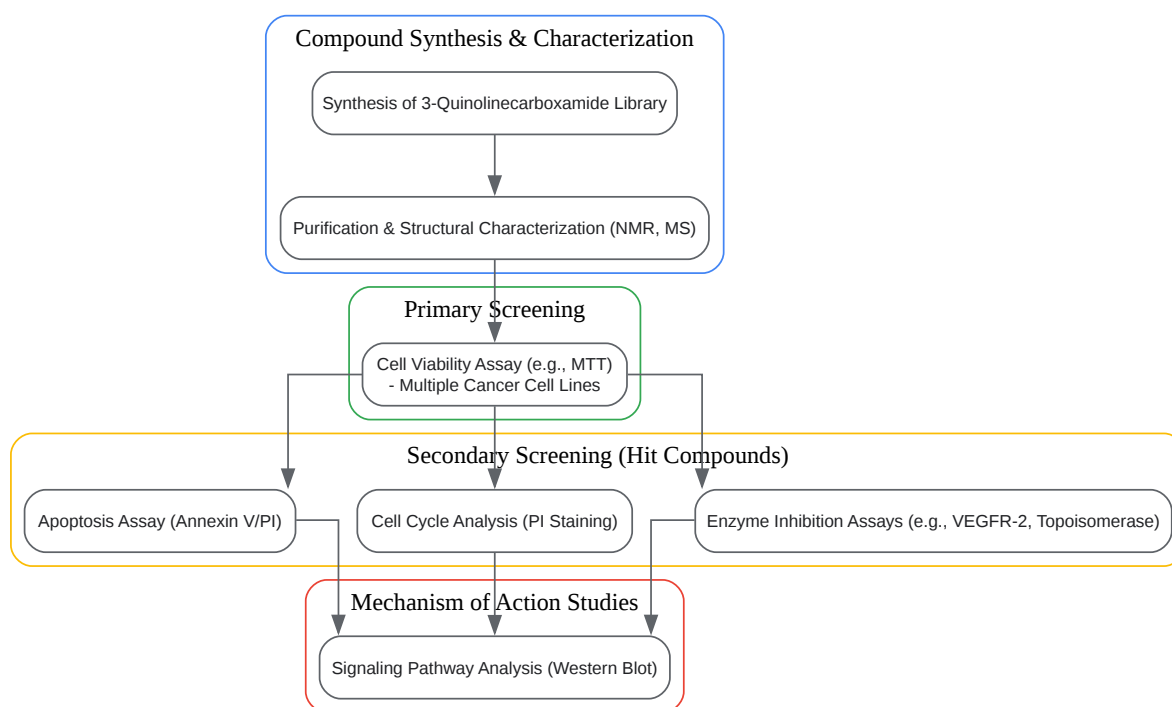 Compound Synthesis & Characterization
Synthesis of 3-Quinolinecarboxamide Library
Purification & Structural Characterization (NMR, MS)
Primary Screening
Cell Viability Assay (e.g., MTT)
- Multiple Cancer Cell Lines
Secondary Screening (Hit Compounds)
Apoptosis Assay (Annexin V/PI)
Cell Cycle Analysis (PI Staining)
Enzyme Inhibition Assays (e.g., VEGFR-2, Topoisomerase)
Mechanism of Action Studies
Signaling Pathway Analysis (Western Blot)